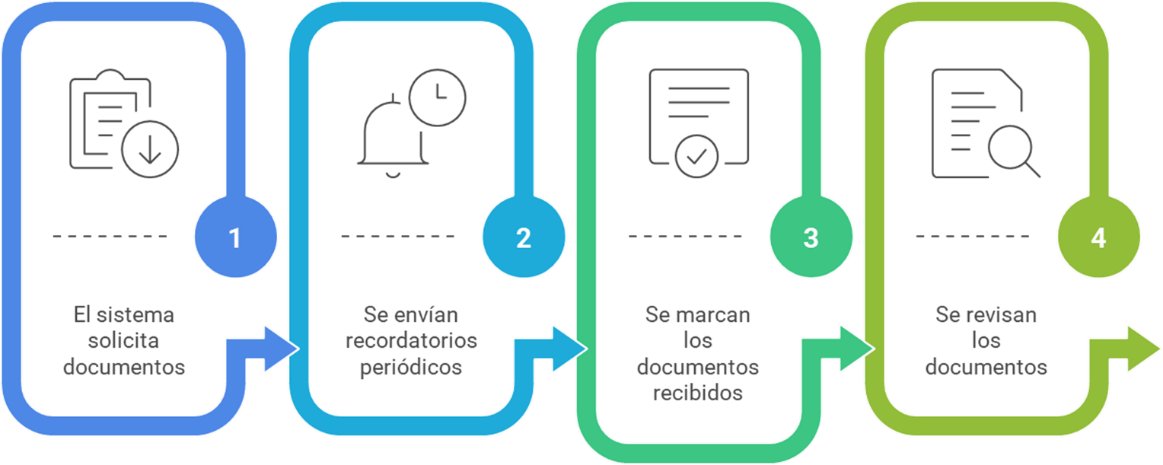 1
El sistema
solicita
documentos
2
Se envían
recordatorios
periódicos
3
Se marcan
los
documentos
recibidos
4
Se revisan
los
documentos